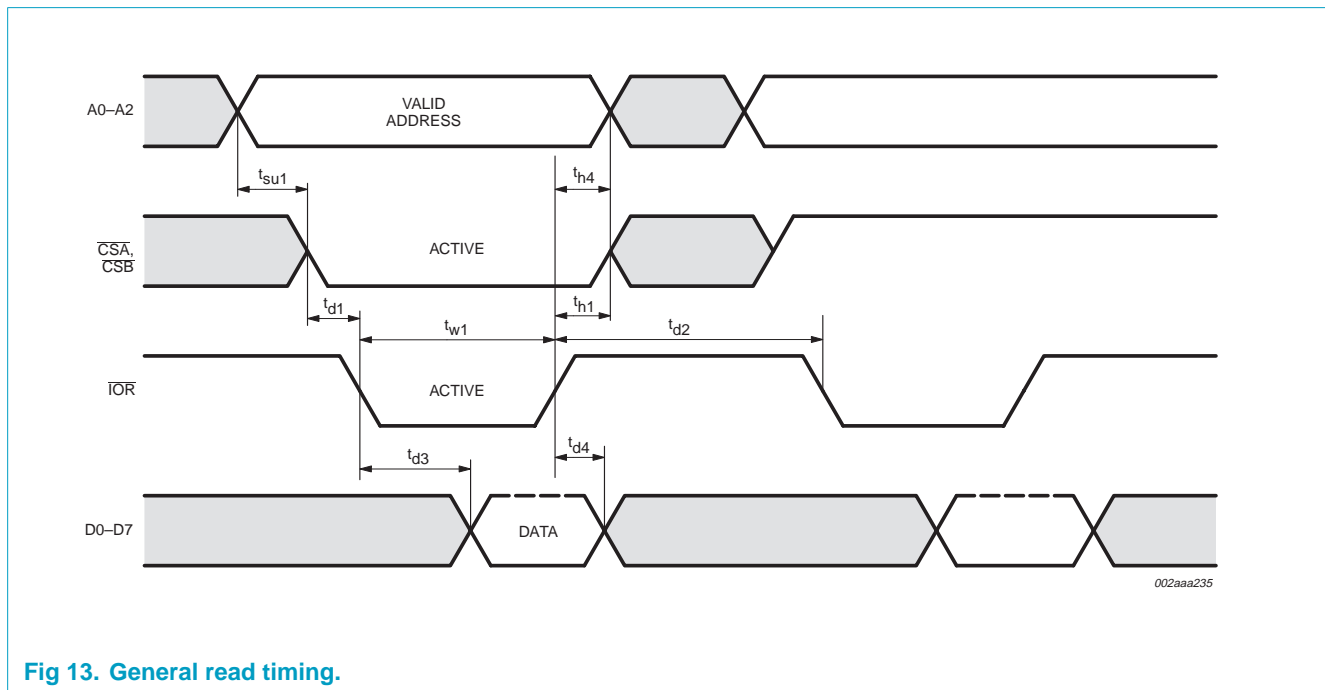 A0–A2
VALID
ADDRESS
tsu1
th4
CSA,
CSB
ACTIVE
td1
tw1
th1
td2
IOR
ACTIVE
td3
td4
D0–D7
DATA
002aaa235
Fig 13. General read timing.